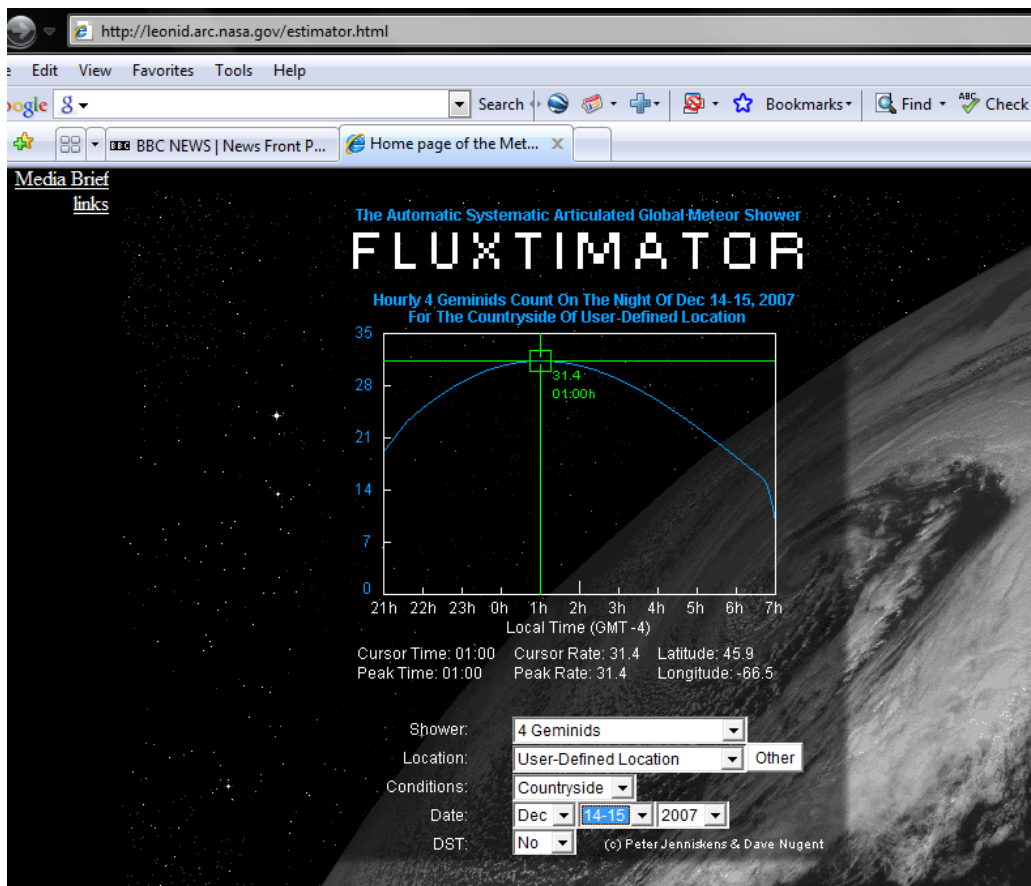 http://leonid.arc.nasa.gov/estimator.html
Edit View Favorites Tools Help
oogle Search Bookmarks Find ABC Check
BBC BBC NEWS | News Front P... Home page of the Met... X
Media Brief
links
The Automatic Systematic Articulated Global Meteor Shower
FLUXTIMATOR
Hourly 4 Geminids Count On The Night Of Dec 14-15, 2007
For The Countryside Of User-Defined Location
35
31.4
28
01:00h
21
14
7
0
21h 22h 23h 0h 1h 2h 3h 4h 5h 6h 7h
Local Time (GMT -4)
Cursor Time: 01:00 Cursor Rate: 31.4 Latitude: 45.9
Peak Time: 01:00 Peak Rate: 31.4 Longitude: -66.5
Shower: 4 Geminids
Location: User-Defined Location Other
Conditions: Countryside
Date: Dec 14-15 2007
DST: No (c) Peter Jenniskens & Dave Nugent